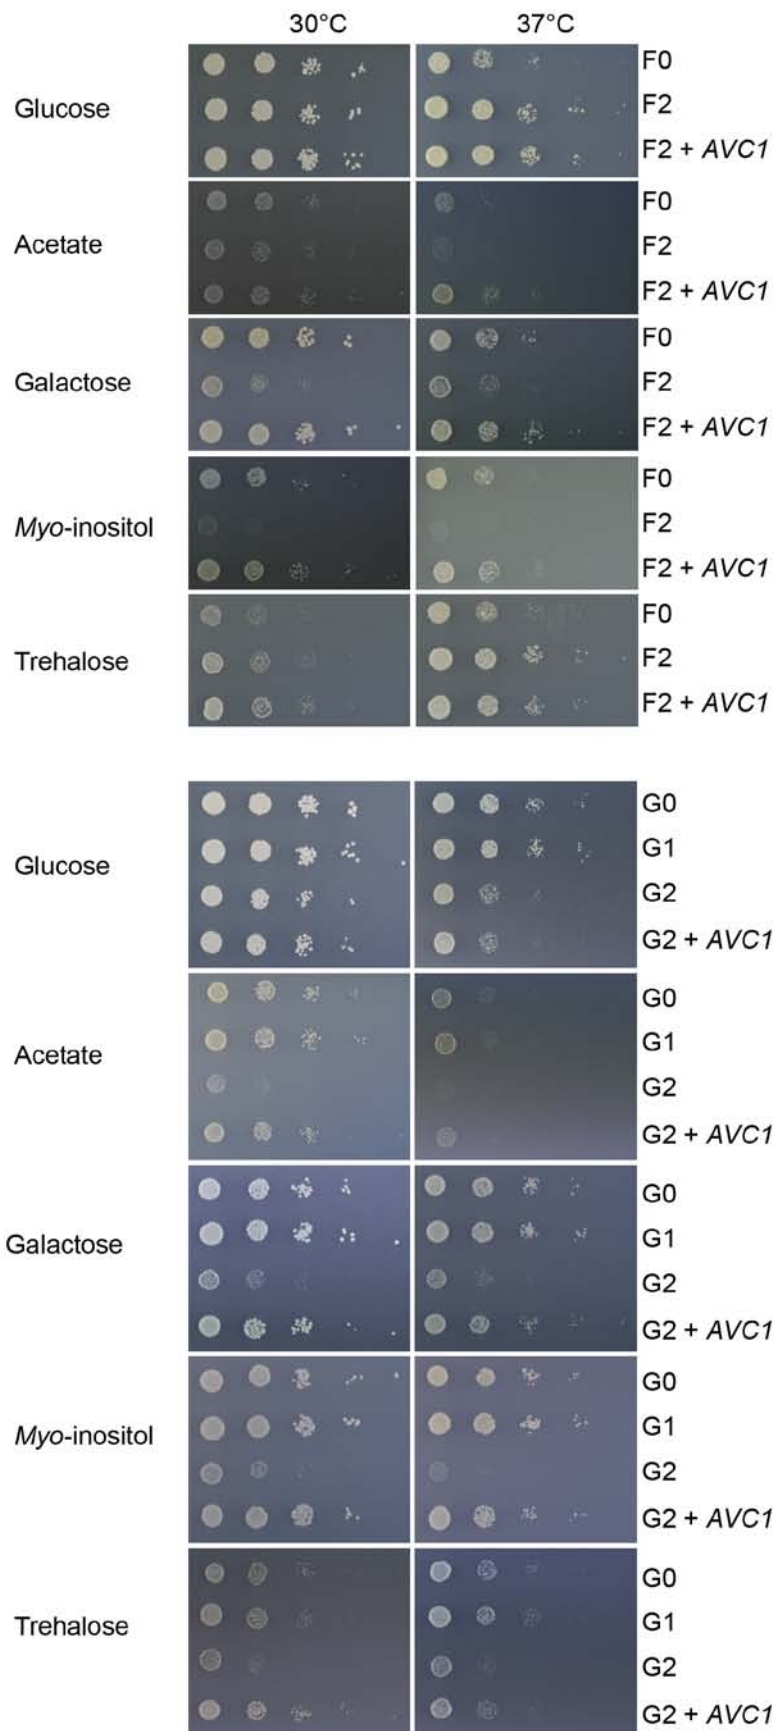 30°C 37°C
F0
Glucose F2
F2 + AVC1
F0
Acetate F2
F2 + AVC1
F0
Galactose F2
F2 + AVC1
F0
Myo-inositol F2
F2 + AVC1
F0
Trehalose F2
F2 + AVC1
G0
Glucose G1
G2
G2 + AVC1
G0
Acetate G1
G2
G2 + AVC1
G0
Galactose G1
G2
G2 + AVC1
G0
Myo-inositol G1
G2
G2 + AVC1
G0
Trehalose G1
G2
G2 + AVC1